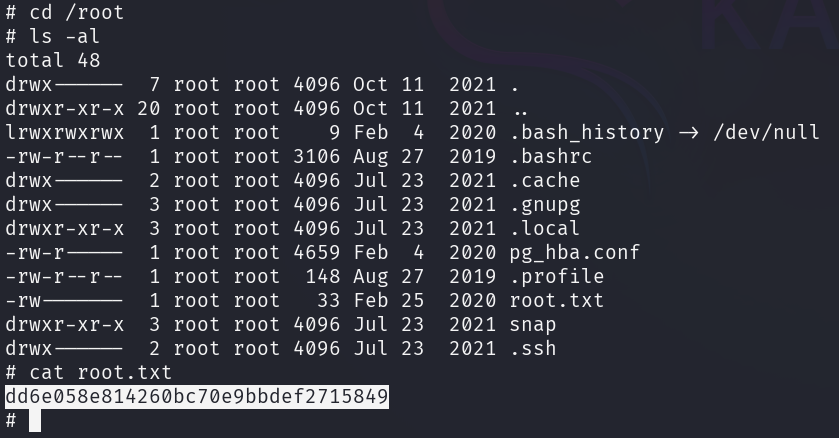 # cd /root
# ls -al
total 48
drwx------  7 root root 4096 Oct 11  2021 .
drwxr-xr-x 20 root root 4096 Oct 11  2021 ..
lrwxrwxrwx  1 root root    9 Feb  4  2020 .bash_history -> /dev/null
-rw-r--r--  1 root root 3106 Aug 27  2019 .bashrc
drwx------  2 root root 4096 Jul 23  2021 .cache
drwx------  3 root root 4096 Jul 23  2021 .gnupg
drwxr-xr-x  3 root root 4096 Jul 23  2021 .local
-rw-r-----  1 root root 4659 Feb  4  2020 pg_hba.conf
-rw-r--r--  1 root root  148 Aug 27  2019 .profile
-rw-------  1 root root   33 Feb 25  2020 root.txt
drwxr-xr-x  3 root root 4096 Jul 23  2021 snap
drwx------  2 root root 4096 Jul 23  2021 .ssh
# cat root.txt
dd6e058e814260bc70e9bbdef2715849
#
KA